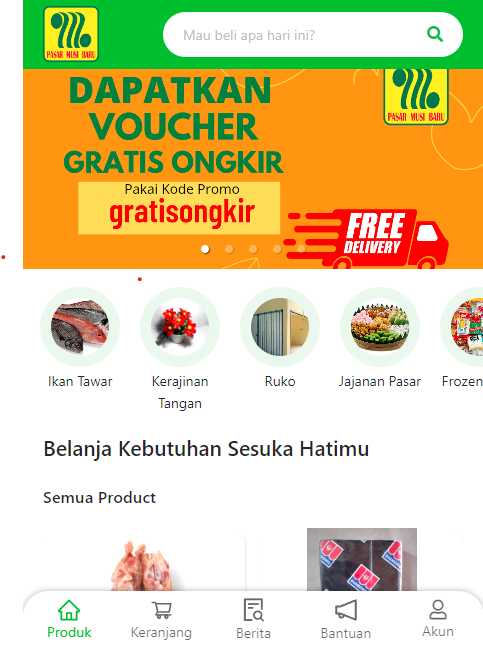 PASAR MUSI BARU
Mau beli apa hari ini?
DAPATKAN
VOUCHER
GRATIS ONGKIR
Pakai Kode Promo
gratisongkir
PASAR MUSI BARU
FREE
DELIVERY
Ikan Tawar
Kerajinan
Tangan
Ruko
Jajanan Pasar
Frozen
Belanja Kebutuhan Sesuka Hatimu
Semua Product
Produk
Keranjang
Berita
Bantuan
Akun